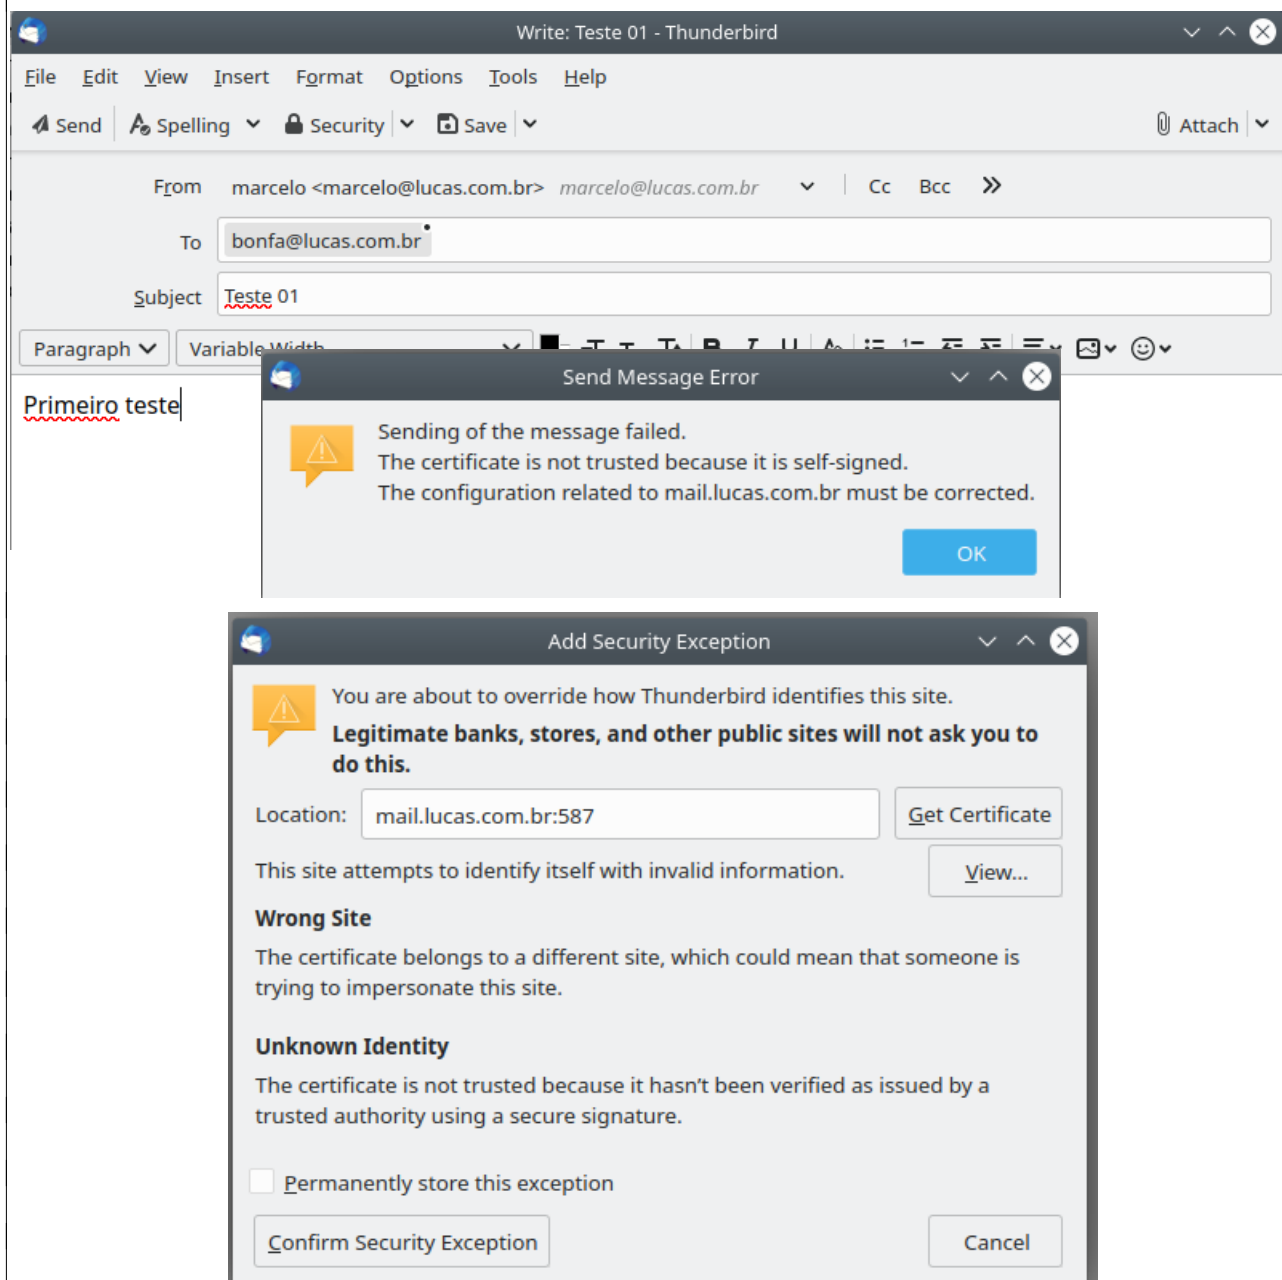 Write: Teste 01 - Thunderbird
File Edit View Insert Format Options Tools Help
Send Spelling Security Save Attach
From marcelo <marcelo@lucas.com.br> marcelo@lucas.com.br Cc Bcc
To bonfa@lucas.com.br
Subject Teste 01
Paragraph Variable Width
Primeiro teste
Send Message Error
Sending of the message failed.
The certificate is not trusted because it is self-signed.
The configuration related to mail.lucas.com.br must be corrected.
OK
Add Security Exception
You are about to override how Thunderbird identifies this site.
Legitimate banks, stores, and other public sites will not ask you to
do this.
Location: mail.lucas.com.br:587 Get Certificate
This site attempts to identify itself with invalid information. View...
Wrong Site
The certificate belongs to a different site, which could mean that someone is
trying to impersonate this site.
Unknown Identity
The certificate is not trusted because it hasn't been verified as issued by a
trusted authority using a secure signature.
Permanently store this exception
Confirm Security Exception Cancel